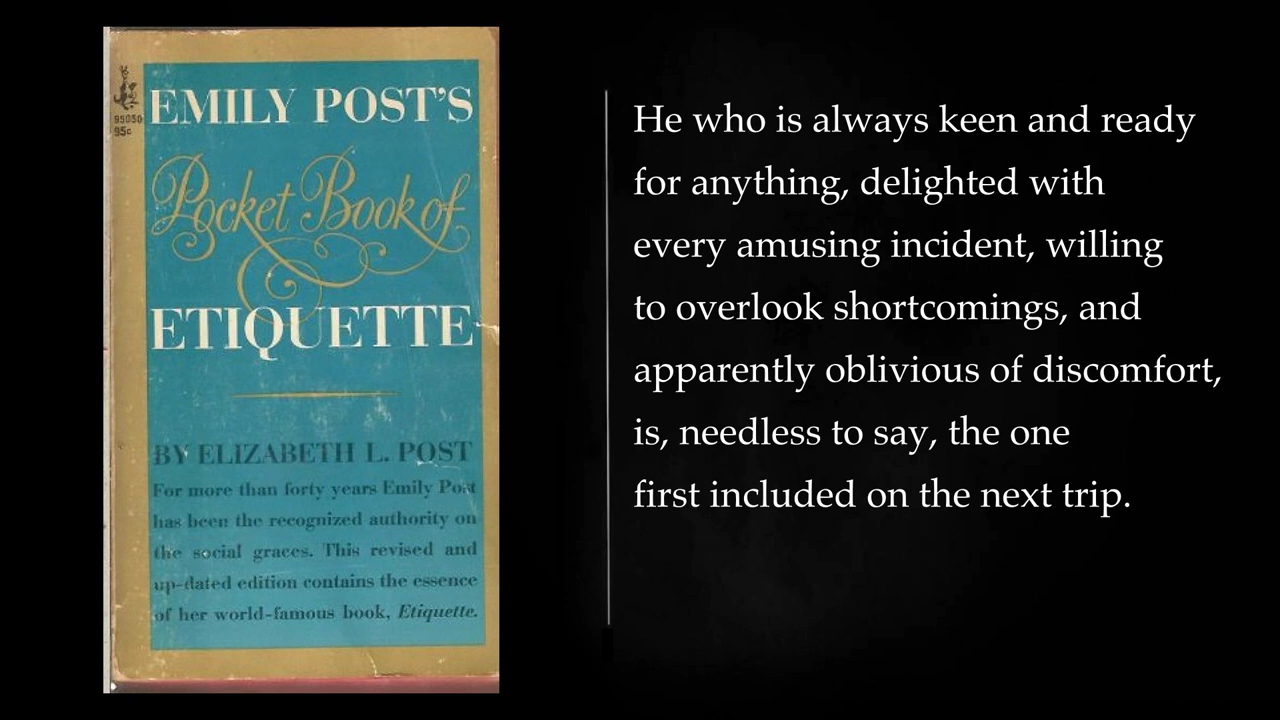 95050
95c
EMILY POST'S
Pocket Book of
ETIQUETTE
BY ELIZABETH L. POST
For more than forty years Emily Post
has been the recognized authority on
the social graces. This revised and
up-dated edition contains the essence
of her world-famous book, Etiquette.
He who is always keen and ready
for anything, delighted with
every amusing incident, willing
to overlook shortcomings, and
apparently oblivious of discomfort,
is, needless to say, the one
first included on the next trip.